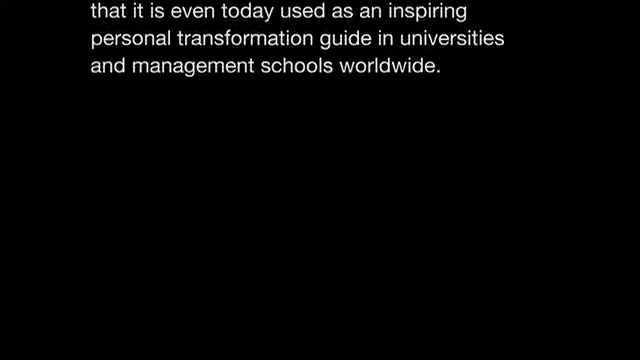 that it is even today used as an inspiring
personal transformation guide in universities
and management schools worldwide.